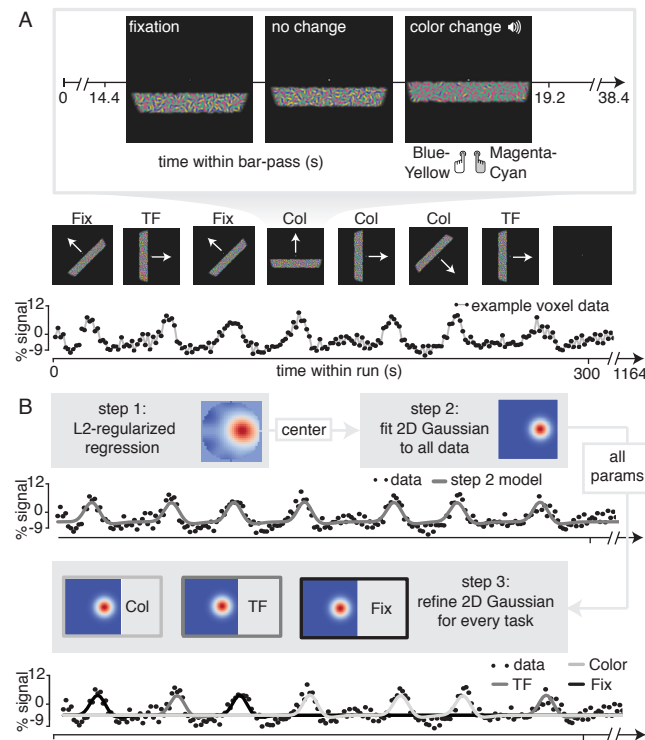 A
fixation
no change
color change
0
14.4
19.2
38.4
time within bar-pass (s)
Blue-
Yellow
Magenta-
Cyan
Fix
TF
Fix
Col
Col
Col
TF
12
0
-9
% signal
example voxel data
0
time within run (s)
300
1164
B
step 1:
L2-regularized
regression
center
step 2:
fit 2D Gaussian
to all data
all
params
data
step 2 model
12
0
-9
% signal
Col
TF
Fix
step 3:
refine 2D Gaussian
for every task
12
0
-9
% signal
data
Color
TF
Fix